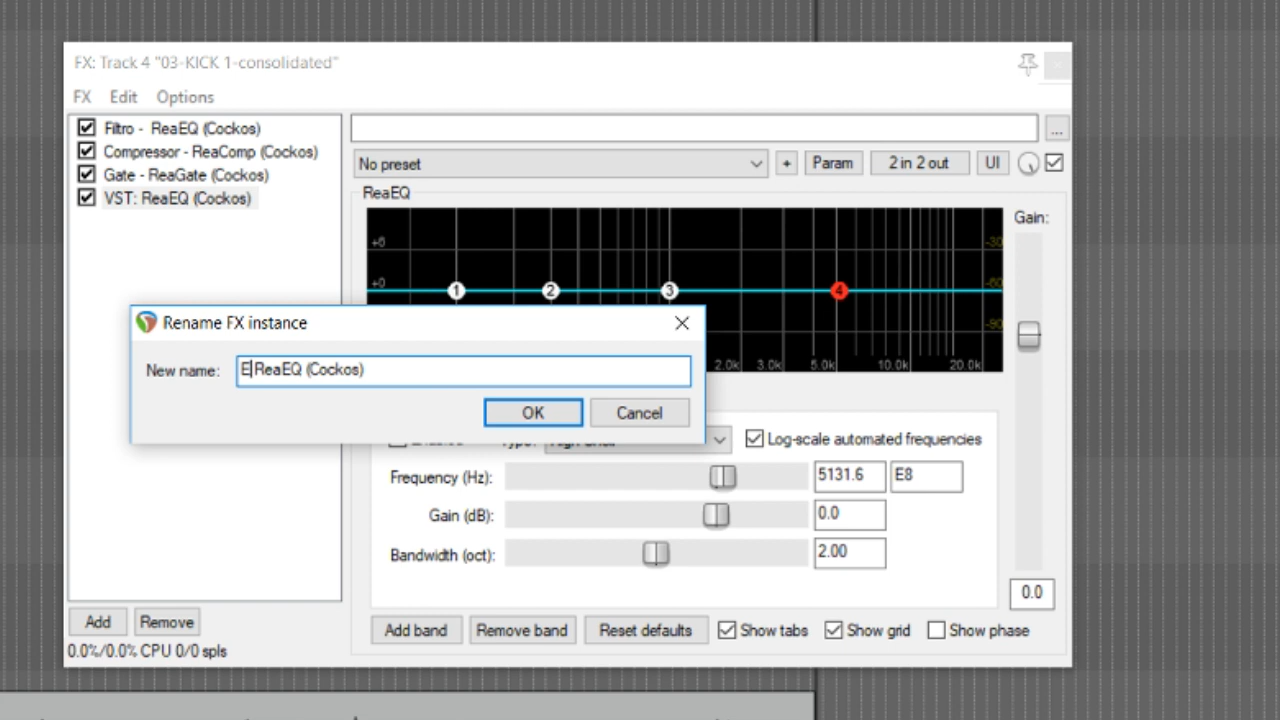 FX: Track 4 "03-KICK 1-consolidated"
FX Edit Options
Filtro - ReaEQ (Cockos)
Compressor - ReaComp (Cockos)
Gate - ReaGate (Cockos)
VST: ReaEQ (Cockos)
...
No preset
+
Param
2 in 2 out
UI
ReaEQ
Gain:
+6
-30
+0
-60
1 2 3 4
-90
2.0k 3.0k 5.0k 10.0k 20.0k
Rename FX instance
New name: E ReaEQ (Cockos)
OK Cancel
Log-scale automated frequencies
Frequency (Hz): 5131.6 E8
Gain (dB): 0.0
Bandwidth (oct): 2.00
0.0
Add Remove
Add band Remove band Reset defaults Show tabs Show grid Show phase
0.0%/0.0% CPU 0/0 spls